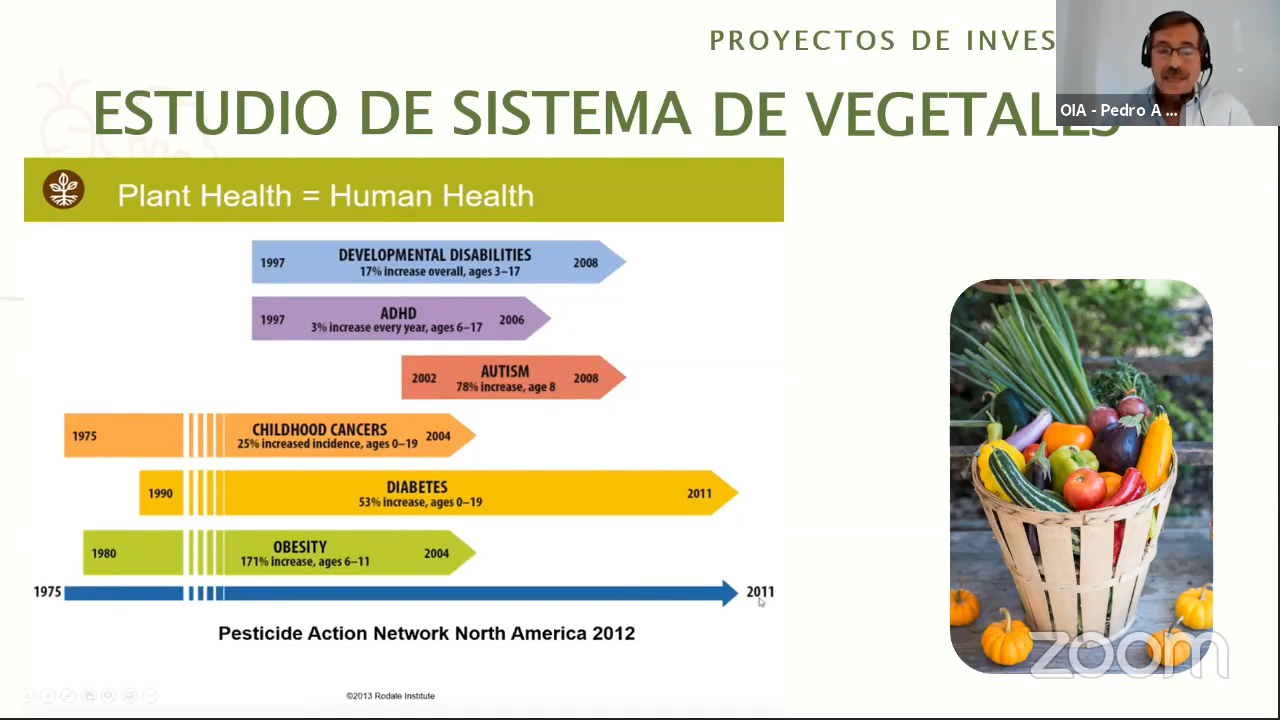 PROYECTOS DE INVES
ESTUDIO DE SISTEMA DE VEGETALES
OIA - Pedro A ...
Plant Health = Human Health
1997 DEVELOPMENTAL DISABILITIES 2008
17% increase overall, ages 3–17
1997 ADHD 2006
3% increase every year, ages 6–17
2002 AUTISM 2008
78% increase, age 8
1975 CHILDHOOD CANCERS 2004
25% increased incidence, ages 0–19
1990 DIABETES 2011
53% increase, ages 0–19
1980 OBESITY 2004
171% increase, ages 6–11
1975 2011
Pesticide Action Network North America 2012
zoom
©2013 Rodale Institute